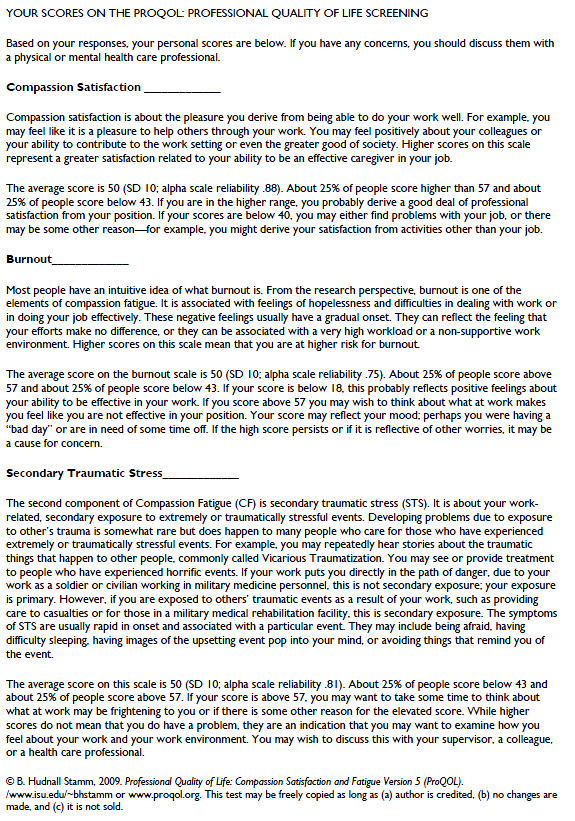 YOUR SCORES ON THE PROQOL: PROFESSIONAL QUALITY OF LIFE SCREENING
Based on your responses, your personal scores are below. If you have any concerns, you should discuss them with
a physical or mental health care professional.
Compassion Satisfaction _____________
Compassion satisfaction is about the pleasure you derive from being able to do your work well. For example, you
may feel like it is a pleasure to help others through your work. You may feel positively about your colleagues or
your ability to contribute to the work setting or even the greater good of society. Higher scores on this scale
represent a greater satisfaction related to your ability to be an effective caregiver in your job.
The average score is 50 (SD 10; alpha scale reliability .88). About 25% of people score higher than 57 and about
25% of people score below 43. If you are in the higher range, you probably derive a good deal of professional
satisfaction from your position. If your scores are below 40, you may either find problems with your job, or there
may be some other reason—for example, you might derive your satisfaction from activities other than your job.
Burnout_____________
Most people have an intuitive idea of what burnout is. From the research perspective, burnout is one of the
elements of compassion fatigue. It is associated with feelings of hopelessness and difficulties in dealing with work or
in doing your job effectively. These negative feelings usually have a gradual onset. They can reflect the feeling that
your efforts make no difference, or they can be associated with a very high workload or a non-supportive work
environment. Higher scores on this scale mean that you are at higher risk for burnout.
The average score on the burnout scale is 50 (SD 10; alpha scale reliability .75). About 25% of people score above
57 and about 25% of people score below 43. If your score is below 18, this probably reflects positive feelings about
your ability to be effective in your work. If you score above 57 you may wish to think about what at work makes
you feel like you are not effective in your position. Your score may reflect your mood; perhaps you were having a
“bad day” or are in need of some time off. If the high score persists or if it is reflective of other worries, it may be
a cause for concern.
Secondary Traumatic Stress_____________
The second component of Compassion Fatigue (CF) is secondary traumatic stress (STS). It is about your work-
related, secondary exposure to extremely or traumatically stressful events. Developing problems due to exposure
to other’s trauma is somewhat rare but does happen to many people who care for those who have experienced
extremely or traumatically stressful events. For example, you may repeatedly hear stories about the traumatic
things that happen to other people, commonly called Vicarious Traumatization. You may see or provide treatment
to people who have experienced horrific events. If your work puts you directly in the path of danger, due to your
work as a soldier or civilian working in military medicine personnel, this is not secondary exposure; your exposure
is primary. However, if you are exposed to others’ traumatic events as a result of your work, such as providing
care to casualties or for those in a military medical rehabilitation facility, this is secondary exposure. The symptoms
of STS are usually rapid in onset and associated with a particular event. They may include being afraid, having
difficulty sleeping, having images of the upsetting event pop into your mind, or avoiding things that remind you of
the event.
The average score on this scale is 50 (SD 10; alpha scale reliability .81). About 25% of people score below 43 and
about 25% of people score above 57. If your score is above 57, you may want to take some time to think about
what at work may be frightening to you or if there is some other reason for the elevated score. While higher
scores do not mean that you do have a problem, they are an indication that you may want to examine how you
feel about your work and your work environment. You may wish to discuss this with your supervisor, a colleague,
or a health care professional.
© B. Hudnall Stamm, 2009. Professional Quality of Life: Compassion Satisfaction and Fatigue Version 5 (ProQOL).
/www.isu.edu/~bhstamm or www.proqol.org. This test may be freely copied as long as (a) author is credited, (b) no changes are
made, and (c) it is not sold.